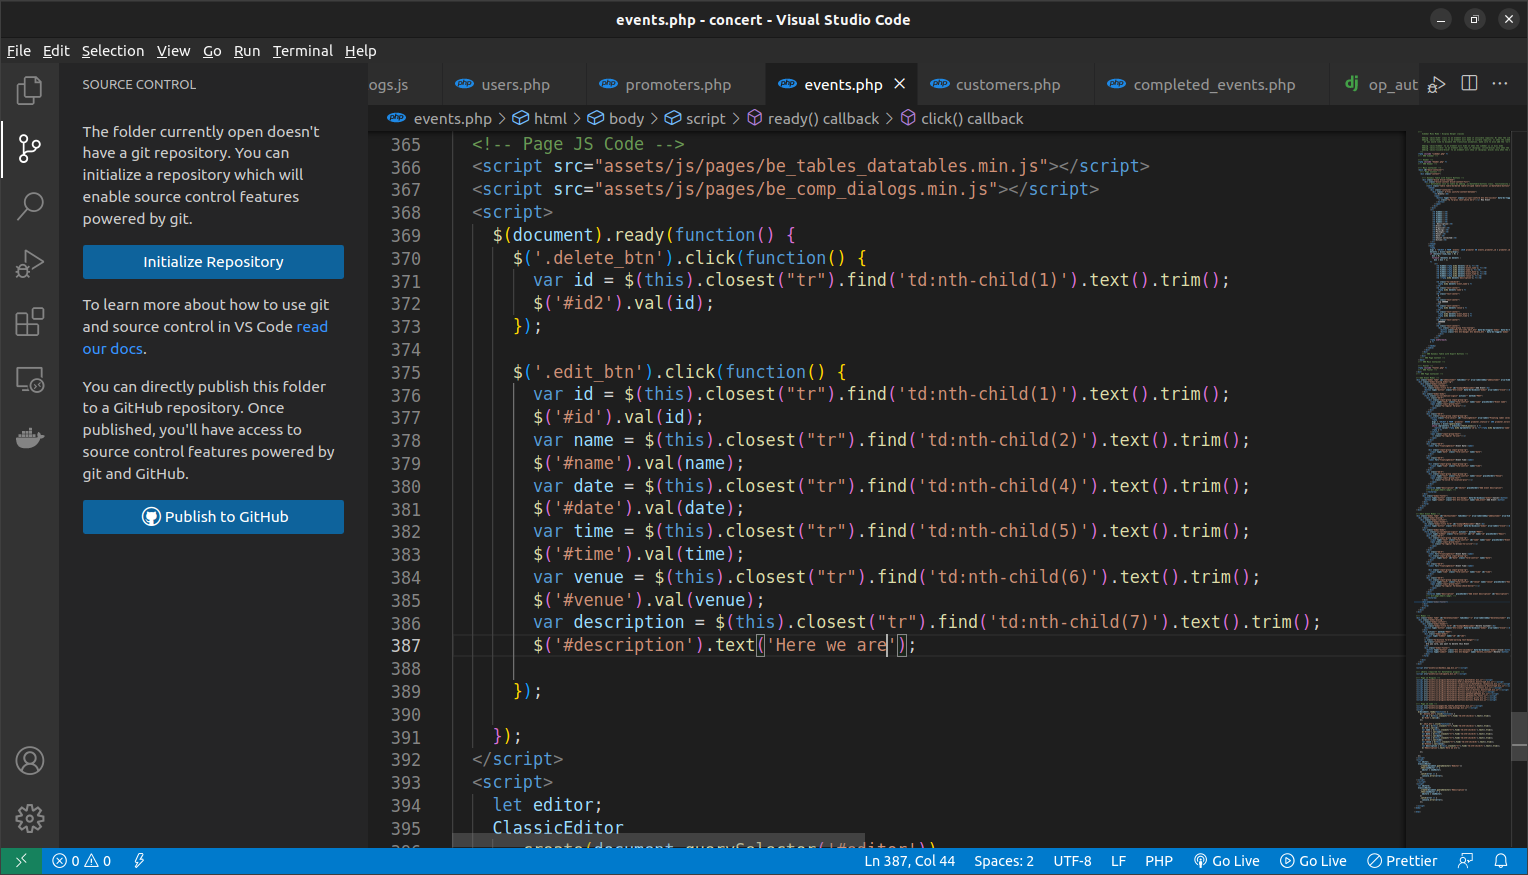 events.php - concert - Visual Studio Code
File Edit Selection View Go Run Terminal Help
SOURCE CONTROL
The folder currently open doesn't
have a git repository. You can
initialize a repository which will
enable source control features
powered by git.
Initialize Repository
To learn more about how to use git
and source control in VS Code read
our docs.
You can directly publish this folder
to a GitHub repository. Once
published, you'll have access to
source control features powered by
git and GitHub.
Publish to GitHub
ogs.js users.php promoters.php events.php customers.php completed_events.php op_aut
events.php > html > body > script > ready() callback > click() callback
365 <!-- Page JS Code -->
366 <script src="assets/js/pages/be_tables_datatables.min.js"></script>
367 <script src="assets/js/pages/be_comp_dialogs.min.js"></script>
368 <script>
369 $(document).ready(function() {
370 $('.delete_btn').click(function() {
371 var id = $(this).closest("tr").find('td:nth-child(1)').text().trim();
372 $('#id2').val(id);
373 });
374
375 $('.edit_btn').click(function() {
376 var id = $(this).closest("tr").find('td:nth-child(1)').text().trim();
377 $('#id').val(id);
378 var name = $(this).closest("tr").find('td:nth-child(2)').text().trim();
379 $('#name').val(name);
380 var date = $(this).closest("tr").find('td:nth-child(4)').text().trim();
381 $('#date').val(date);
382 var time = $(this).closest("tr").find('td:nth-child(5)').text().trim();
383 $('#time').val(time);
384 var venue = $(this).closest("tr").find('td:nth-child(6)').text().trim();
385 $('#venue').val(venue);
386 var description = $(this).closest("tr").find('td:nth-child(7)').text().trim();
387 $('#description').text('Here we are');
388
389 });
390
391 });
392 </script>
393 <script>
394 let editor;
395 ClassicEditor
Ln 387, Col 44 Spaces: 2 UTF-8 LF PHP Go Live Go Live Prettier
0 0